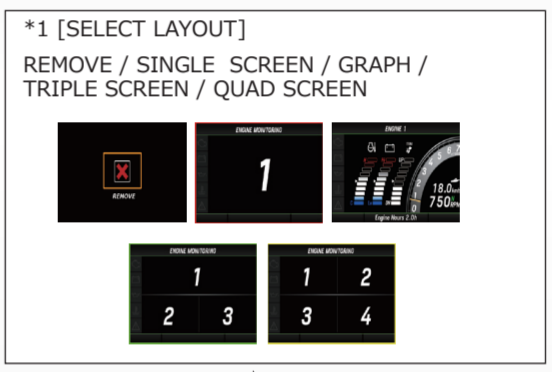 *1 [SELECT LAYOUT]
REMOVE / SINGLE SCREEN / GRAPH /
TRIPLE SCREEN / QUAD SCREEN
REMOVE
ENGINE MONITORING
1
ENGINE 1
18.0
750 RPM
Engine Hours 2.0h
ENGINE MONITORING
1
2 3
ENGINE MONITORING
1 2
3 4